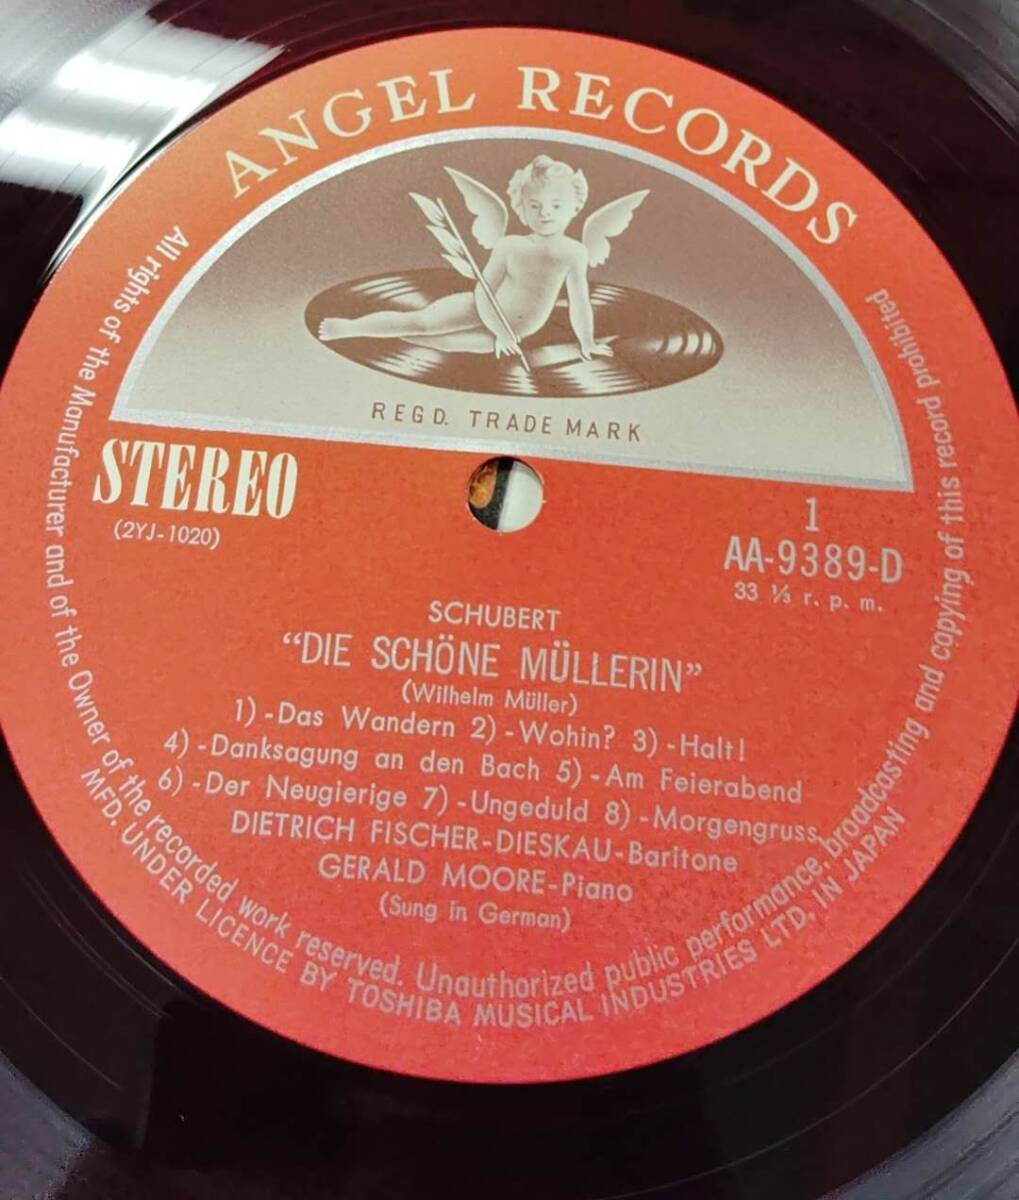 ANGEL RECORDS
REGD. TRADE MARK
STEREO
(2YJ-1020)
1
AA-9389-D
33 ⅓ r. p. m.
SCHUBERT
“DIE SCHÖNE MÜLLERIN”
(Wilhelm Müller)
1)-Das Wandern 2)-Wohin? 3)-Halt!
4)-Danksagung an den Bach 5)-Am Feierabend
6)-Der Neugierige 7)-Ungeduld 8)-Morgengruss
DIETRICH FISCHER-DIESKAU-Baritone
GERALD MOORE-Piano
(Sung in German)
All rights of the Manufacturer and of the Owner of the recorded work reserved. Unauthorized public performance, broadcasting and copying of this record prohibited
MFD. UNDER LICENCE BY TOSHIBA MUSICAL INDUSTRIES LTD. IN JAPAN